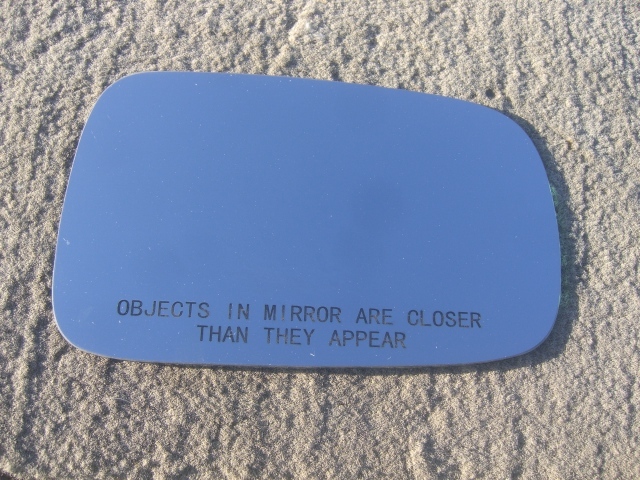 OBJECTS IN MIRROR ARE CLOSER
THAN THEY APPEAR